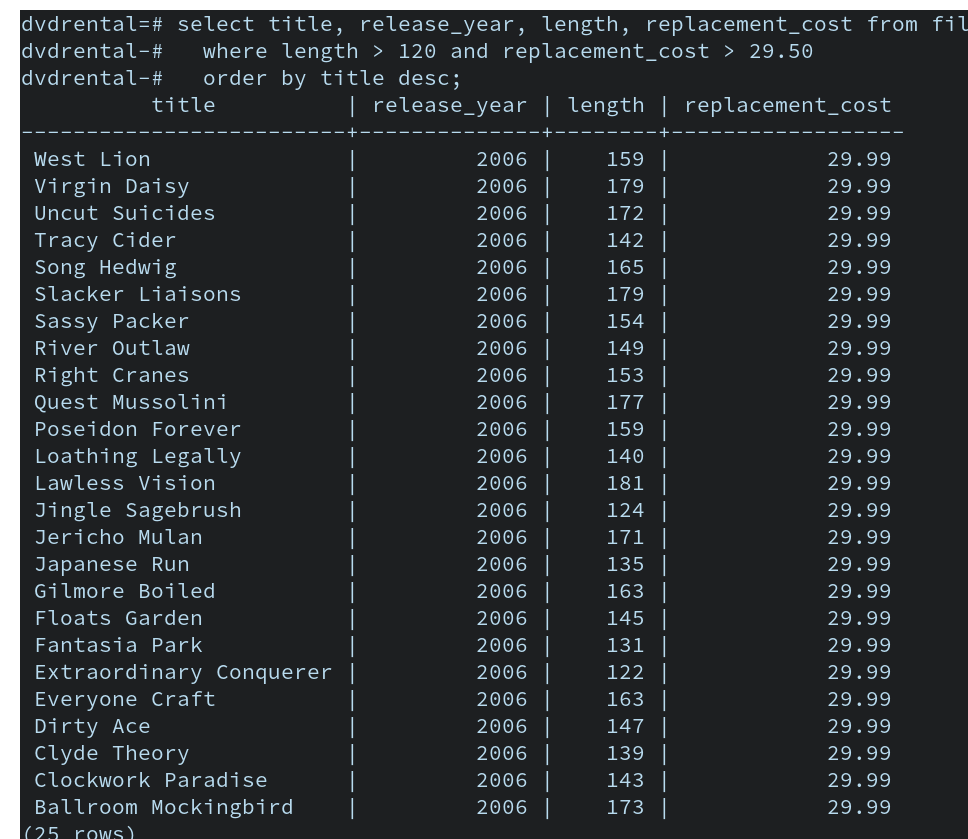 dvdrental=# select title, release_year, length, replacement_cost from fil
dvdrental-#   where length > 120 and replacement_cost > 29.50
dvdrental-#   order by title desc;
          title          | release_year | length | replacement_cost
-------------------------+--------------+--------+------------------
 West Lion               |         2006 |    159 |            29.99
 Virgin Daisy            |         2006 |    179 |            29.99
 Uncut Suicides          |         2006 |    172 |            29.99
 Tracy Cider             |         2006 |    142 |            29.99
 Song Hedwig             |         2006 |    165 |            29.99
 Slacker Liaisons        |         2006 |    179 |            29.99
 Sassy Packer            |         2006 |    154 |            29.99
 River Outlaw            |         2006 |    149 |            29.99
 Right Cranes            |         2006 |    153 |            29.99
 Quest Mussolini         |         2006 |    177 |            29.99
 Poseidon Forever        |         2006 |    159 |            29.99
 Loathing Legally        |         2006 |    140 |            29.99
 Lawless Vision          |         2006 |    181 |            29.99
 Jingle Sagebrush        |         2006 |    124 |            29.99
 Jericho Mulan           |         2006 |    171 |            29.99
 Japanese Run            |         2006 |    135 |            29.99
 Gilmore Boiled          |         2006 |    163 |            29.99
 Floats Garden           |         2006 |    145 |            29.99
 Fantasia Park           |         2006 |    131 |            29.99
 Extraordinary Conquerer |         2006 |    122 |            29.99
 Everyone Craft          |         2006 |    163 |            29.99
 Dirty Ace               |         2006 |    147 |            29.99
 Clyde Theory            |         2006 |    139 |            29.99
 Clockwork Paradise      |         2006 |    143 |            29.99
 Ballroom Mockingbird    |         2006 |    173 |            29.99
(25 rows)